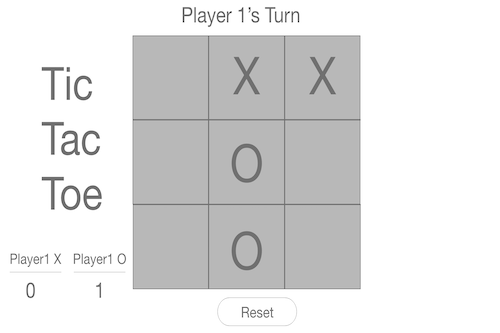 Player 1’s Turn
Tic
Tac
Toe
X X
O
O
Player1 X Player1 O
0 1
Reset